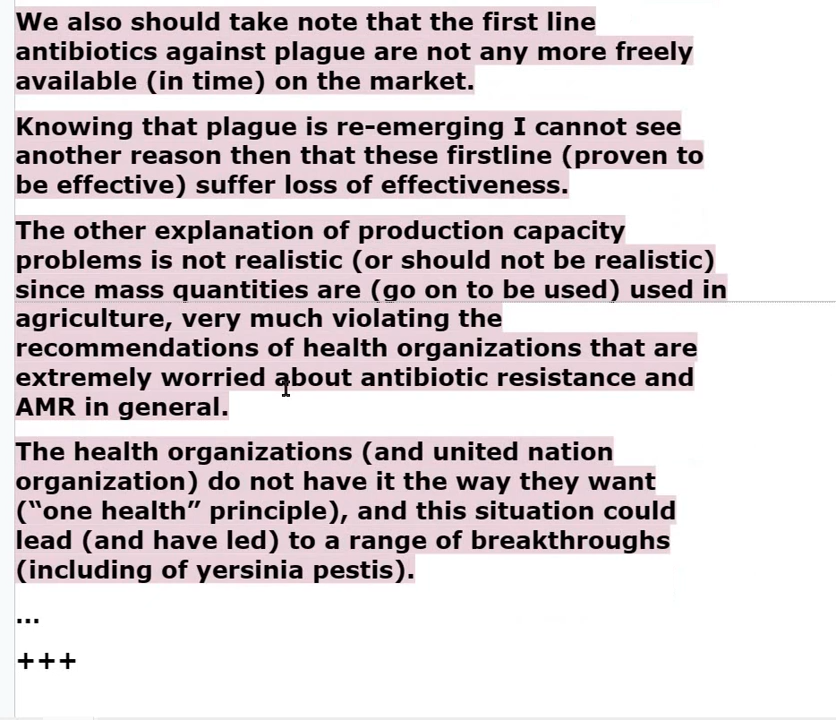 We also should take note that the first line
antibiotics against plague are not any more freely
available (in time) on the market.
Knowing that plague is re-emerging I cannot see
another reason then that these firstline (proven to
be effective) suffer loss of effectiveness.
The other explanation of production capacity
problems is not realistic (or should not be realistic)
since mass quantities are (go on to be used) used in
agriculture, very much violating the
recommendations of health organizations that are
extremely worried about antibiotic resistance and
AMR in general.
The health organizations (and united nation
organization) do not have it the way they want
(“one health” principle), and this situation could
lead (and have led) to a range of breakthroughs
(including of yersinia pestis).
...
+++